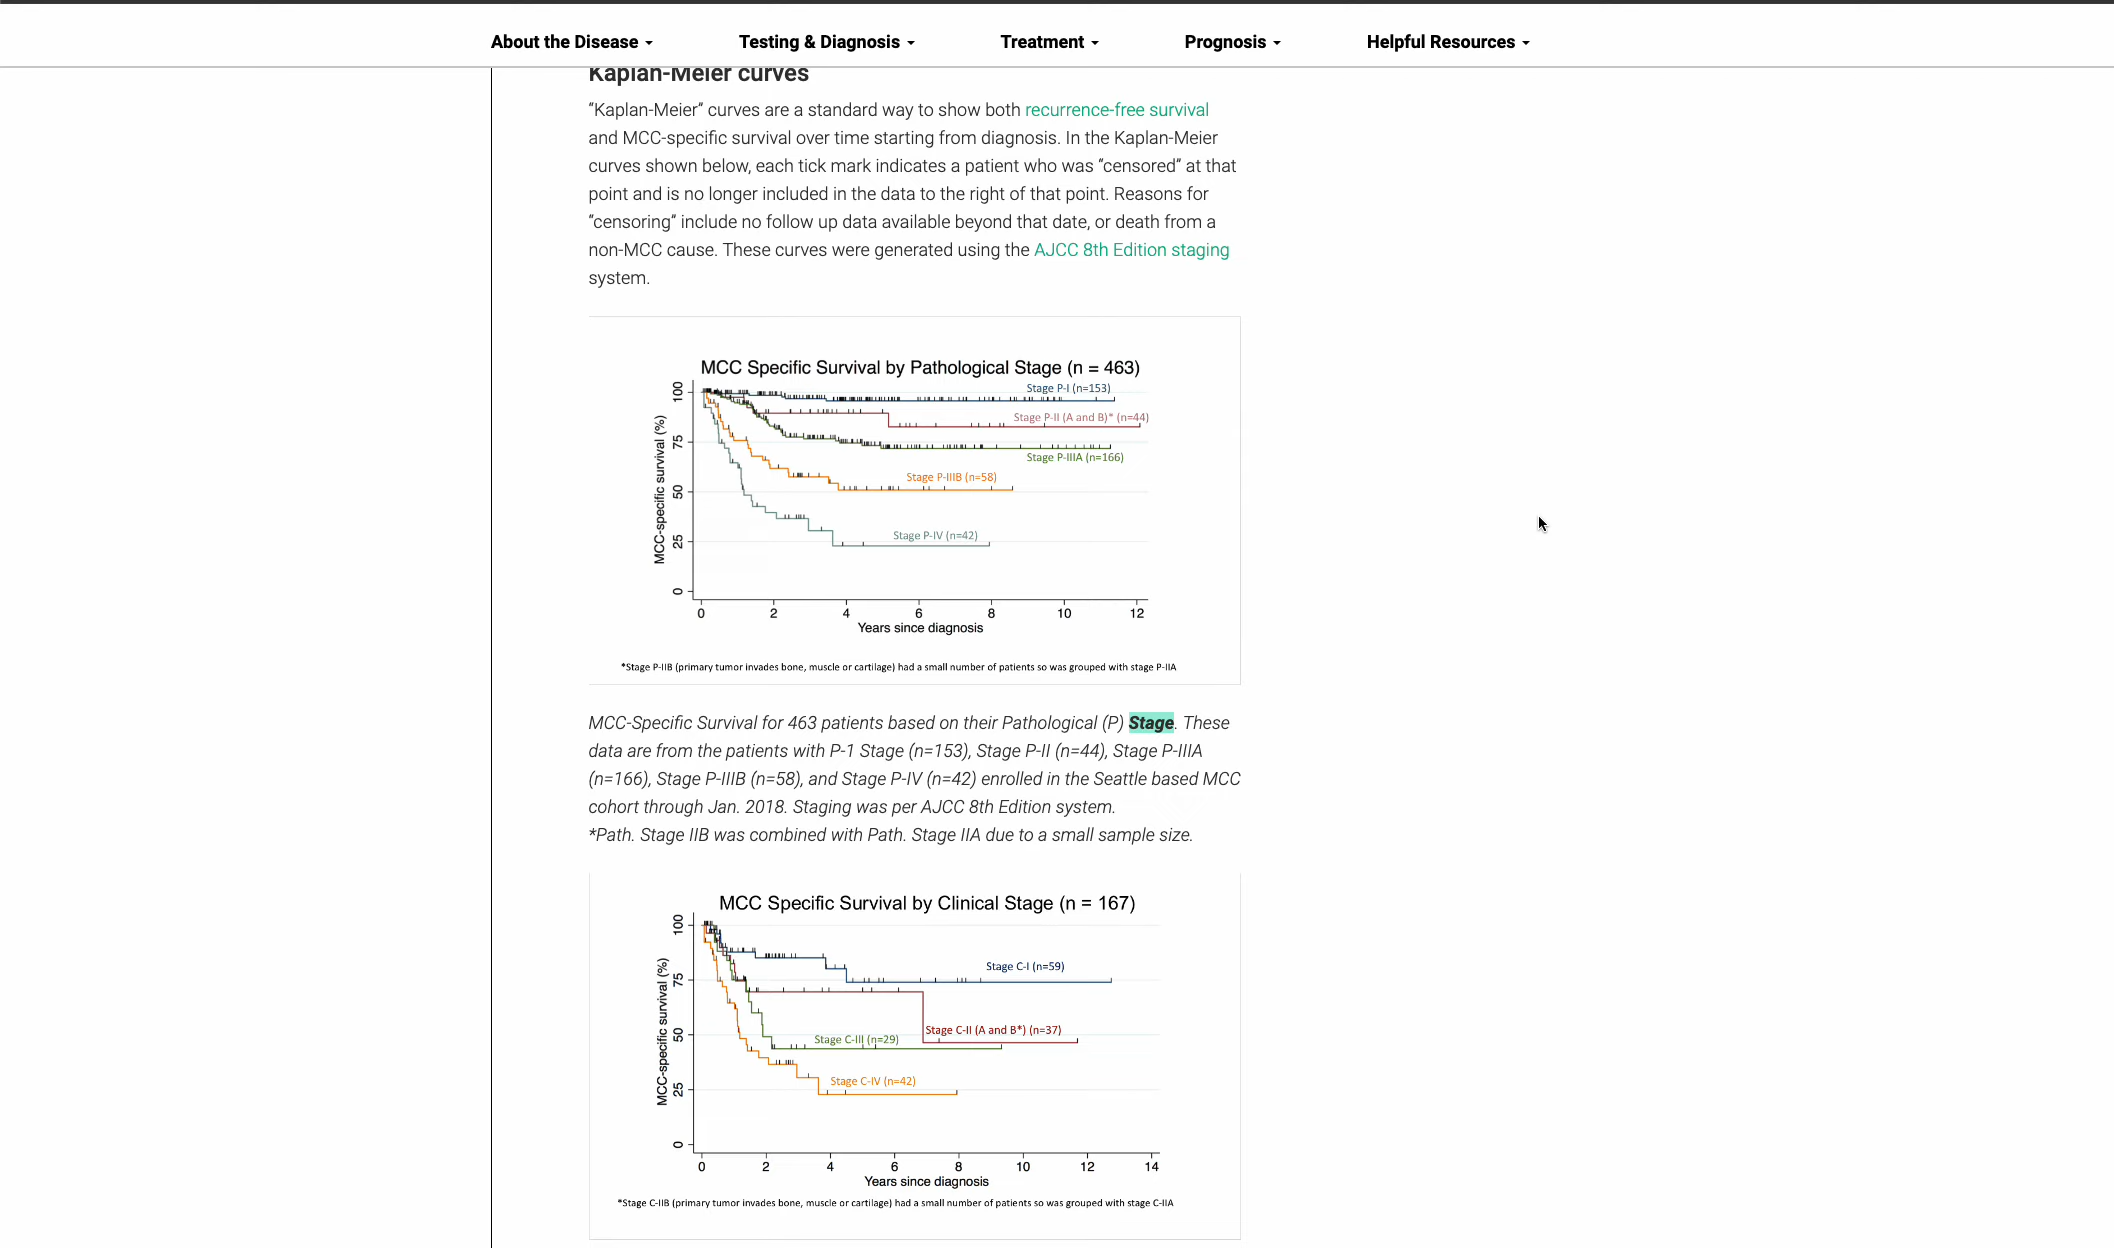 About the Disease
Testing & Diagnosis
Treatment
Prognosis
Helpful Resources
Kaplan-Meier curves
“Kaplan-Meier” curves are a standard way to show both recurrence-free survival
and MCC-specific survival over time starting from diagnosis. In the Kaplan-Meier
curves shown below, each tick mark indicates a patient who was “censored” at that
point and is no longer included in the data to the right of that point. Reasons for
“censoring” include no follow up data available beyond that date, or death from a
non-MCC cause. These curves were generated using the AJCC 8th Edition staging
system.
MCC Specific Survival by Pathological Stage (n = 463)
MCC-specific survival (%)
100
75
50
25
0
Stage P-I (n=153)
Stage P-II (A and B)* (n=44)
Stage P-IIIA (n=166)
Stage P-IIIB (n=58)
Stage P-IV (n=42)
0 2 4 6 8 10 12
Years since diagnosis
*Stage P-IIB (primary tumor invades bone, muscle or cartilage) had a small number of patients so was grouped with stage P-IIA
MCC-Specific Survival for 463 patients based on their Pathological (P) Stage. These
data are from the patients with P-1 Stage (n=153), Stage P-II (n=44), Stage P-IIIA
(n=166), Stage P-IIIB (n=58), and Stage P-IV (n=42) enrolled in the Seattle based MCC
cohort through Jan. 2018. Staging was per AJCC 8th Edition system.
*Path. Stage IIB was combined with Path. Stage IIA due to a small sample size.
MCC Specific Survival by Clinical Stage (n = 167)
MCC-specific survival (%)
100
75
50
25
0
Stage C-I (n=59)
Stage C-II (A and B*) (n=37)
Stage C-III (n=29)
Stage C-IV (n=42)
0 2 4 6 8 10 12 14
Years since diagnosis
*Stage C-IIB (primary tumor invades bone, muscle or cartilage) had a small number of patients so was grouped with stage C-IIA